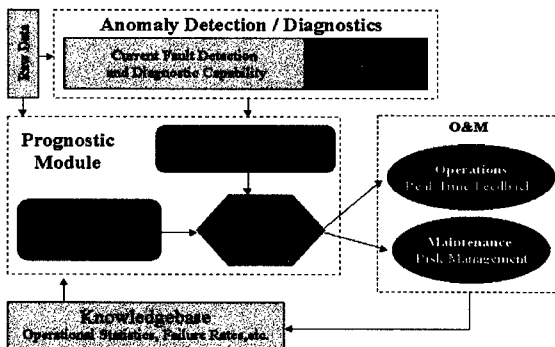 Anomaly Detection / Diagnostics
Raw Data
Current Fault Detection
and Diagnostic Capability
Prognostic
Module
O&M
Operations
Real-Time Feedback
Maintenance
Risk Management
Knowledgebase
Operational Statistics, Failure Rates,etc.